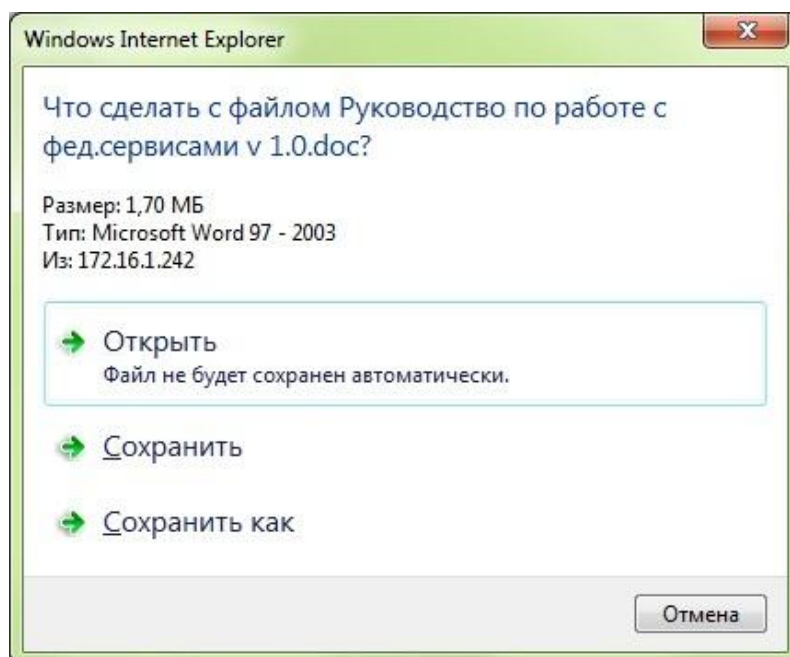 Windows Internet Explorer
Что сделать с файлом Руководство по работе с
фед.сервисами v 1.0.doc?
Размер: 1,70 МБ
Тип: Microsoft Word 97 - 2003
Из: 172.16.1.242
Открыть
Файл не будет сохранен автоматически.
Сохранить
Сохранить как
Отмена